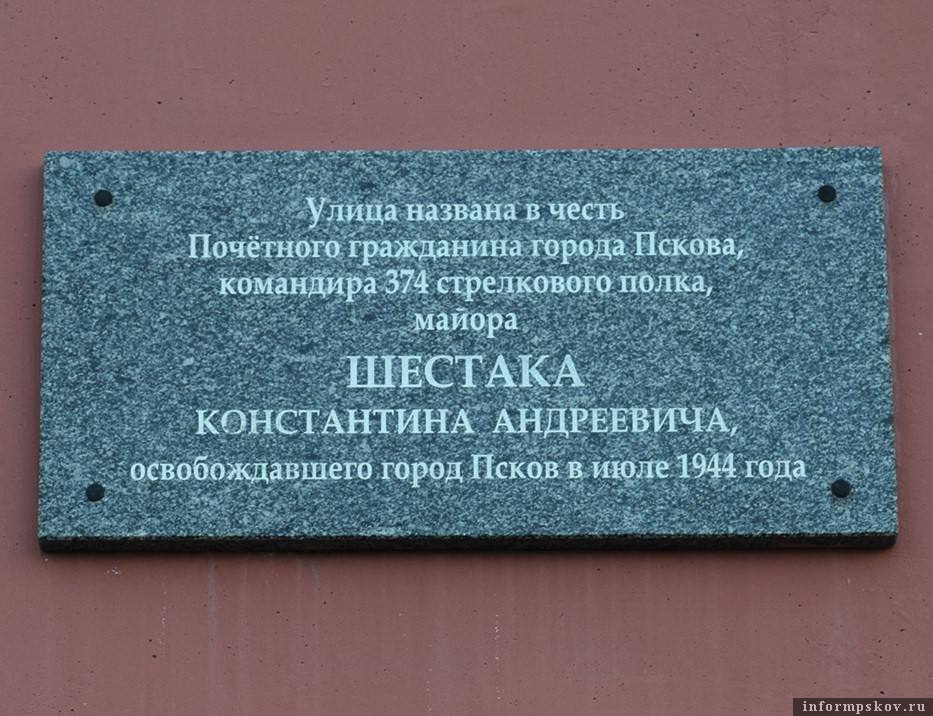 Улица названа в честь
Почётного гражданина города Пскова,
командира 374 стрелкового полка,
майора
ШЕСТАКА
КОНСТАНТИНА АНДРЕЕВИЧА,
освобождавшего город Псков в июле 1944 года
informpskov.ru